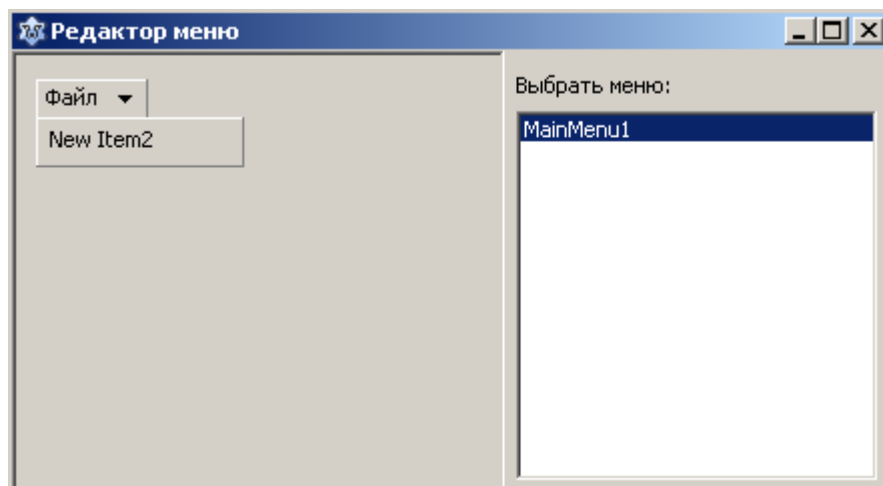 Редактор меню
Файл
New Item2
Выбрать меню:
MainMenu1